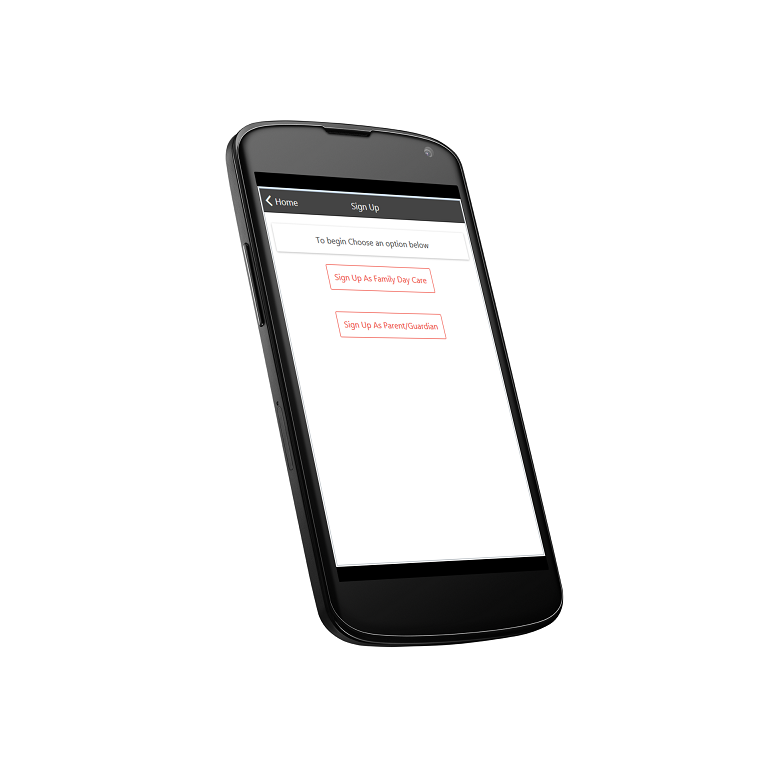 Home
Sign Up
To begin Choose an option below
Sign Up As Family Day Care
Sign Up As Parent/Guardian